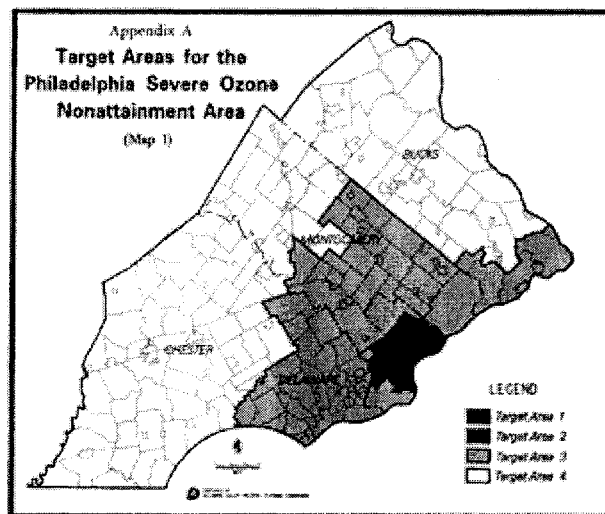 Appendix A
Target Areas for the
Philadelphia Severe Ozone
Nonattainment Area
(Map 1)
BUCKS
MONTGOMERY
CHESTER
DELAWARE
LEGEND
Target Area 1
Target Area 2
Target Area 3
Target Area 4